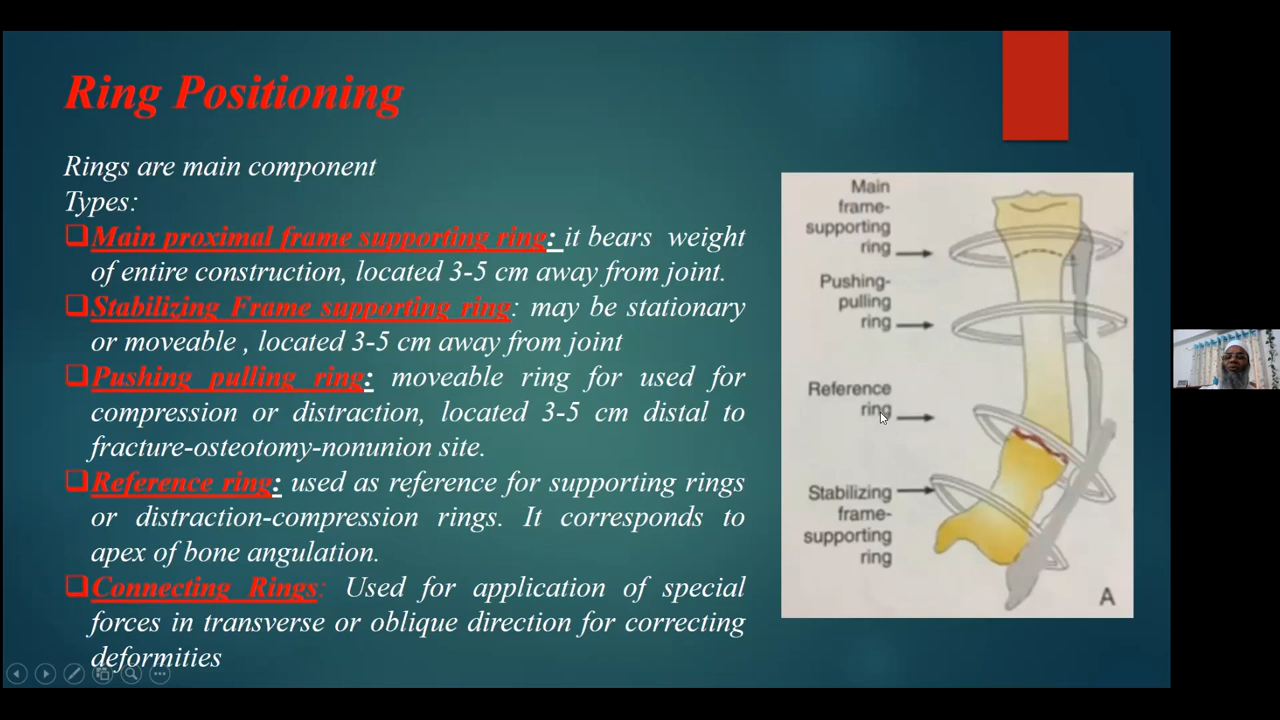 Ring Positioning
Rings are main component
Types:
Main proximal frame supporting ring: it bears weight
of entire construction, located 3-5 cm away from joint.
Stabilizing Frame supporting ring: may be stationary
or moveable , located 3-5 cm away from joint
Pushing pulling ring: moveable ring for used for
compression or distraction, located 3-5 cm distal to
fracture-osteotomy-nonunion site.
Reference ring: used as reference for supporting rings
or distraction-compression rings. It corresponds to
apex of bone angulation.
Connecting Rings: Used for application of special
forces in transverse or oblique direction for correcting
deformities
Main
frame-
supporting
ring
Pushing-
pulling
ring
Reference
ring
Stabilizing
frame-
supporting
ring
A